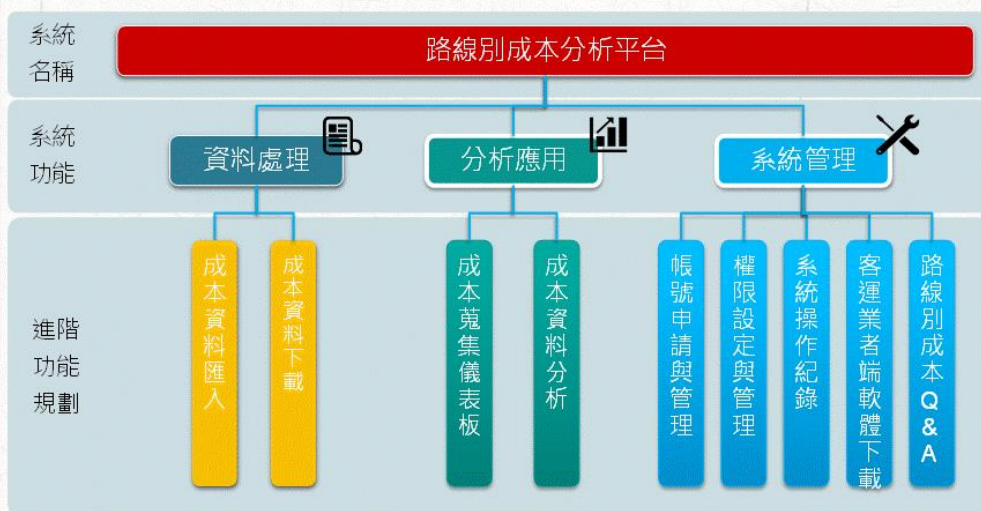 系統
名稱
路線別成本分析平台
系統
功能
資料處理
分析應用
系統管理
進階
功能
規劃
成本資料匯入
成本資料下載
成本蒐集儀表板
成本資料分析
帳號申請與管理
權限設定與管理
系統操作紀錄
客運業者端軟體下載
路線別成本Q&A